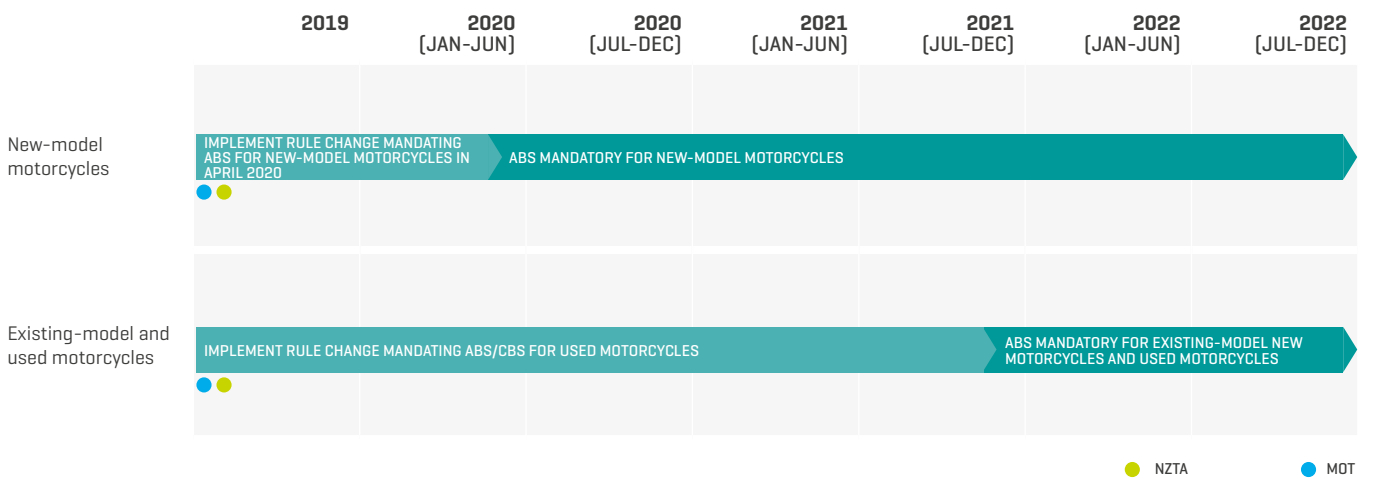 2019 2020 2020 2021 2021 2022 2022
[JAN-JUN] [JUL-DEC] [JAN-JUN] [JUL-DEC] [JAN-JUN] [JUL-DEC]
New-model
motorcycles
IMPLEMENT RULE CHANGE MANDATING
ABS FOR NEW-MODEL MOTORCYCLES IN
APRIL 2020
ABS MANDATORY FOR NEW-MODEL MOTORCYCLES
Existing-model and
used motorcycles
IMPLEMENT RULE CHANGE MANDATING ABS/CBS FOR USED MOTORCYCLES
ABS MANDATORY FOR EXISTING-MODEL NEW
MOTORCYCLES AND USED MOTORCYCLES
NZTA MOT